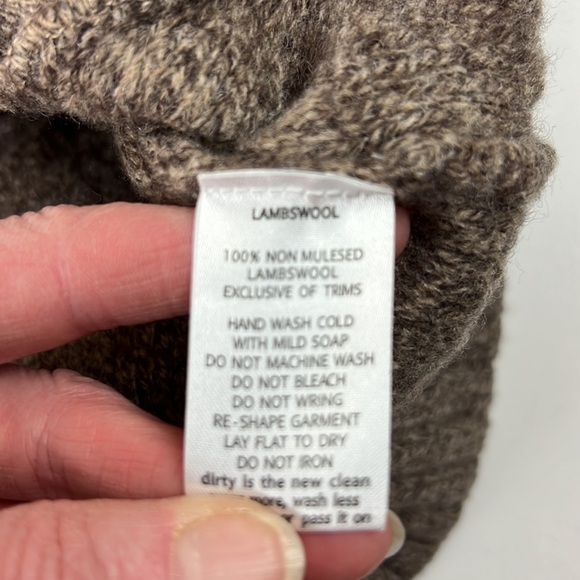 LAMBSWOOL
100% NON MULESED
LAMBSWOOL
EXCLUSIVE OF TRIMS
HAND WASH COLD
WITH MILD SOAP
DO NOT MACHINE WASH
DO NOT BLEACH
DO NOT WRING
RE-SHAPE GARMENT
LAY FLAT TO DRY
DO NOT IRON
dirty is the new clean
more, wash less
pass it on